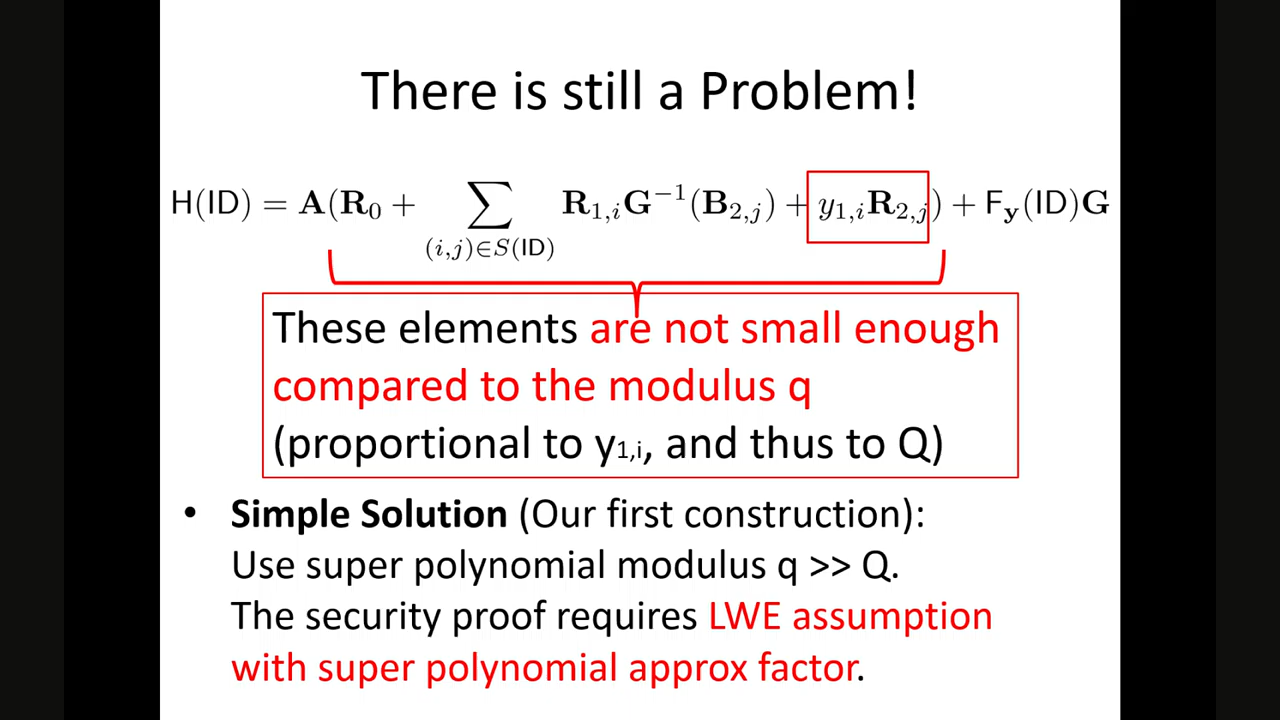 There is still a Problem!
H(ID) = A(R₀ + ∑ R₁,ᵢG⁻¹(B₂,ⱼ) + y₁,ᵢR₂,ⱼ) + F_y(ID)G
(i,j)∈S(ID)
These elements are not small enough
compared to the modulus q
(proportional to y₁,ᵢ, and thus to Q)
• Simple Solution (Our first construction):
Use super polynomial modulus q >> Q.
The security proof requires LWE assumption
with super polynomial approx factor.